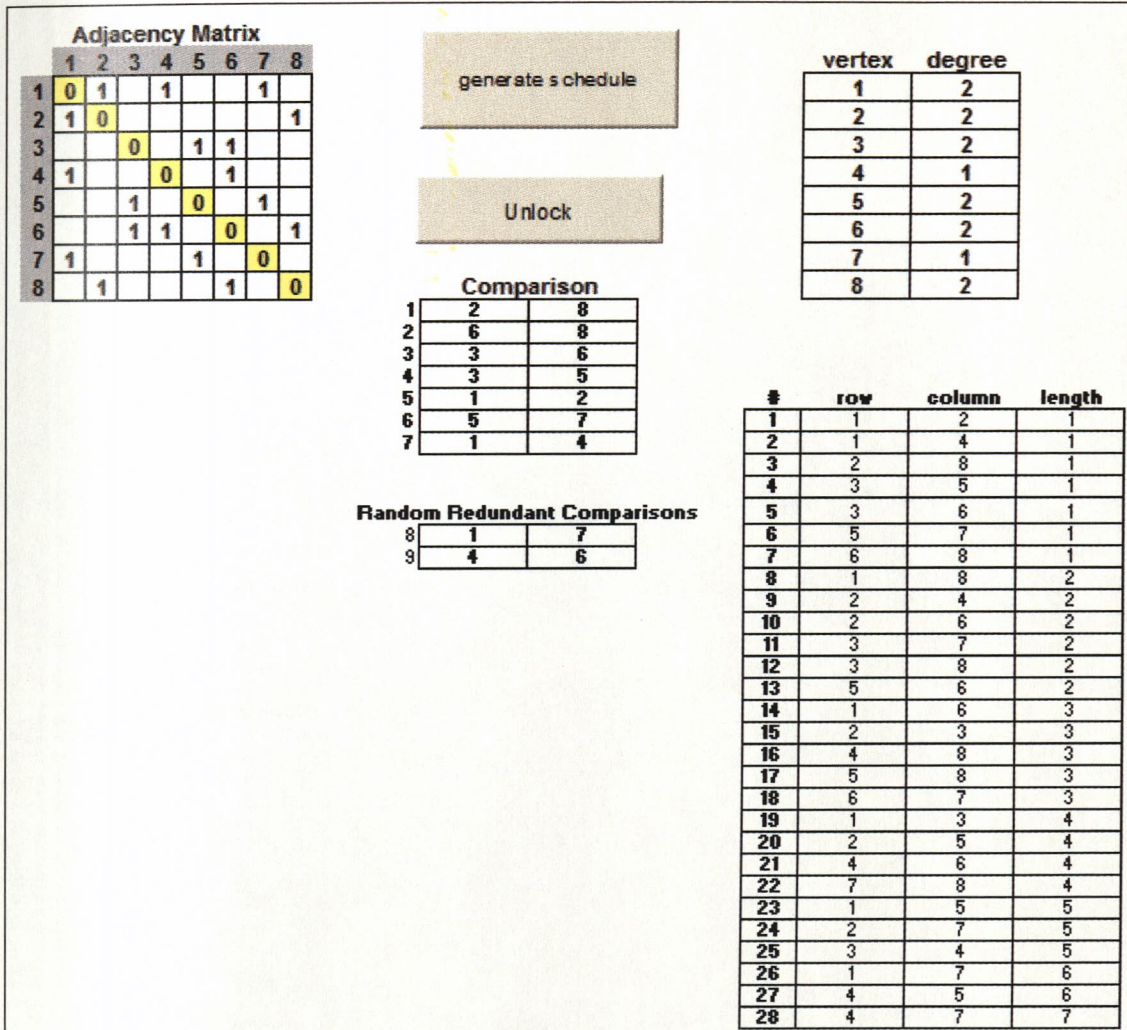 Adjacency Matrix
1 2 3 4 5 6 7 8
1 0 1 1 1
2 1 0 1
3 0 1 1
4 1 0 1
5 1 0 1
6 1 1 0 1
7 1 1 0
8 1 1 0
generate schedule
Unlock
Comparison
1 2 8
2 6 8
3 3 6
4 3 5
5 1 2
6 5 7
7 1 4
Random Redundant Comparisons
8 1 7
9 4 6
vertex degree
1 2
2 2
3 2
4 1
5 2
6 2
7 1
8 2
# row column length
1 1 2 1
2 1 4 1
3 2 8 1
4 3 5 1
5 3 6 1
6 5 7 1
7 6 8 1
8 1 8 2
9 2 4 2
10 2 6 2
11 3 7 2
12 3 8 2
13 5 6 2
14 1 6 3
15 2 3 3
16 4 8 3
17 5 8 3
18 6 7 3
19 1 3 4
20 2 5 4
21 4 6 4
22 7 8 4
23 1 5 5
24 2 7 5
25 3 4 5
26 1 7 6
27 4 5 6
28 4 7 7